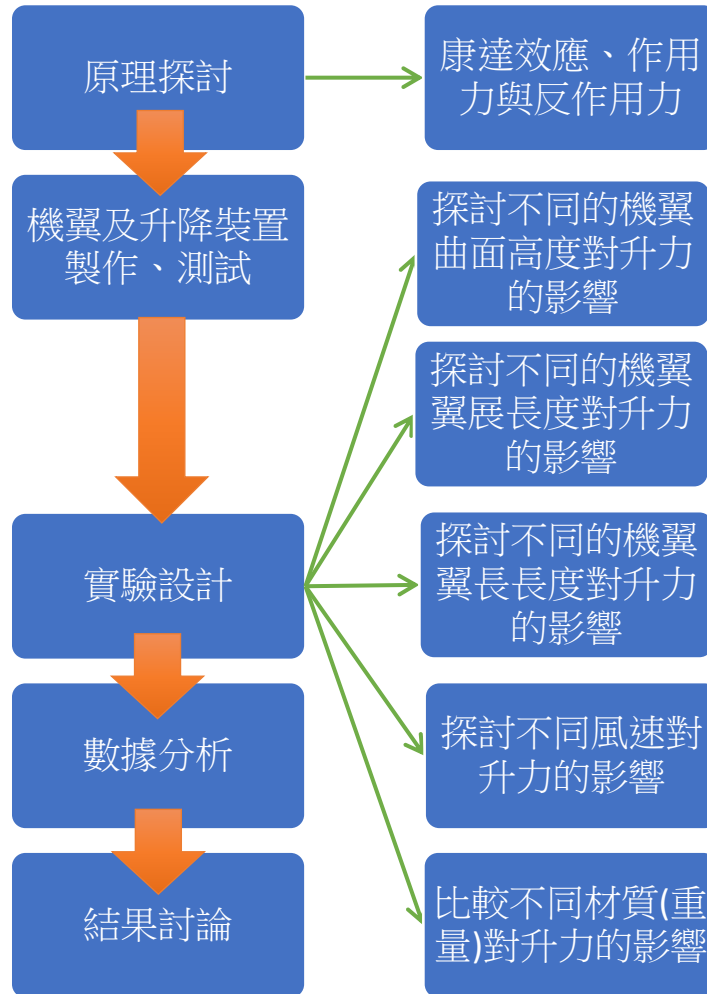 原理探討
康達效應、作用
力與反作用力
機翼及升降裝置
製作、測試
探討不同的機翼
曲面高度對升力
的影響
探討不同的機翼
翼展長度對升力
的影響
實驗設計
探討不同的機翼
翼長長度對升力
的影響
數據分析
探討不同風速對
升力的影響
結果討論
比較不同材質(重
量)對升力的影響